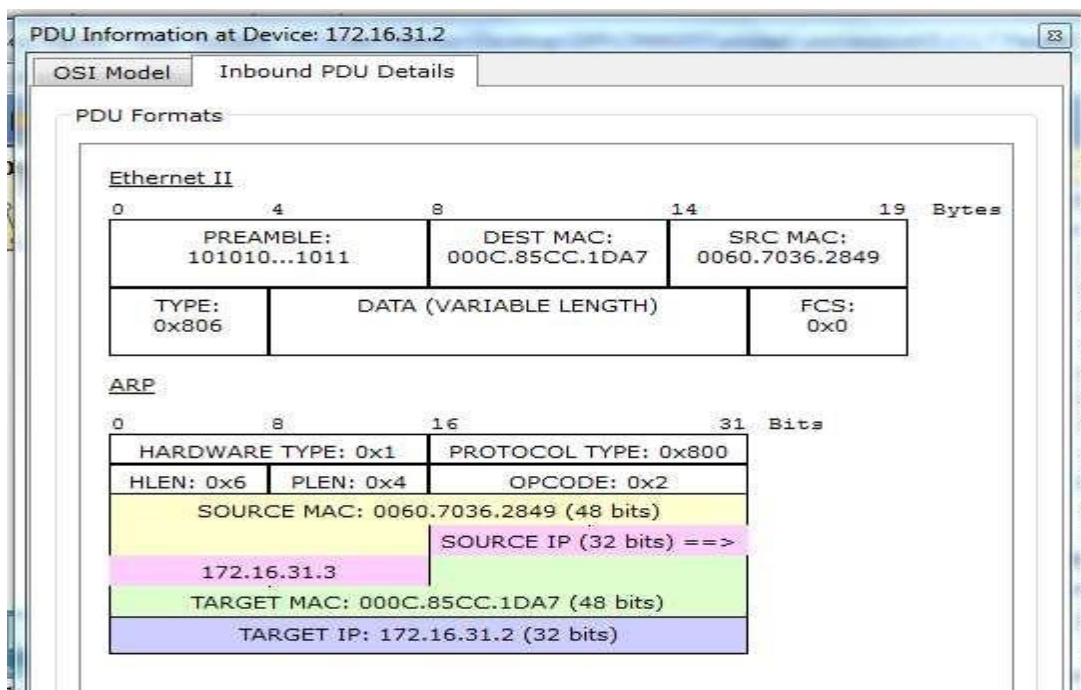 PDU Information at Device: 172.16.31.2
OSI Model Inbound PDU Details
PDU Formats
Ethernet II
0 4 8 14 19 Bytes
PREAMBLE: DEST MAC: SRC MAC:
101010...1011 000C.85CC.1DA7 0060.7036.2849
TYPE: DATA (VARIABLE LENGTH) FCS:
0x806 0x0
ARP
0 8 16 31 Bits
HARDWARE TYPE: 0x1 PROTOCOL TYPE: 0x800
HLEN: 0x6 PLEN: 0x4 OPCODE: 0x2
SOURCE MAC: 0060.7036.2849 (48 bits)
SOURCE IP (32 bits) ==>
172.16.31.3
TARGET MAC: 000C.85CC.1DA7 (48 bits)
TARGET IP: 172.16.31.2 (32 bits)